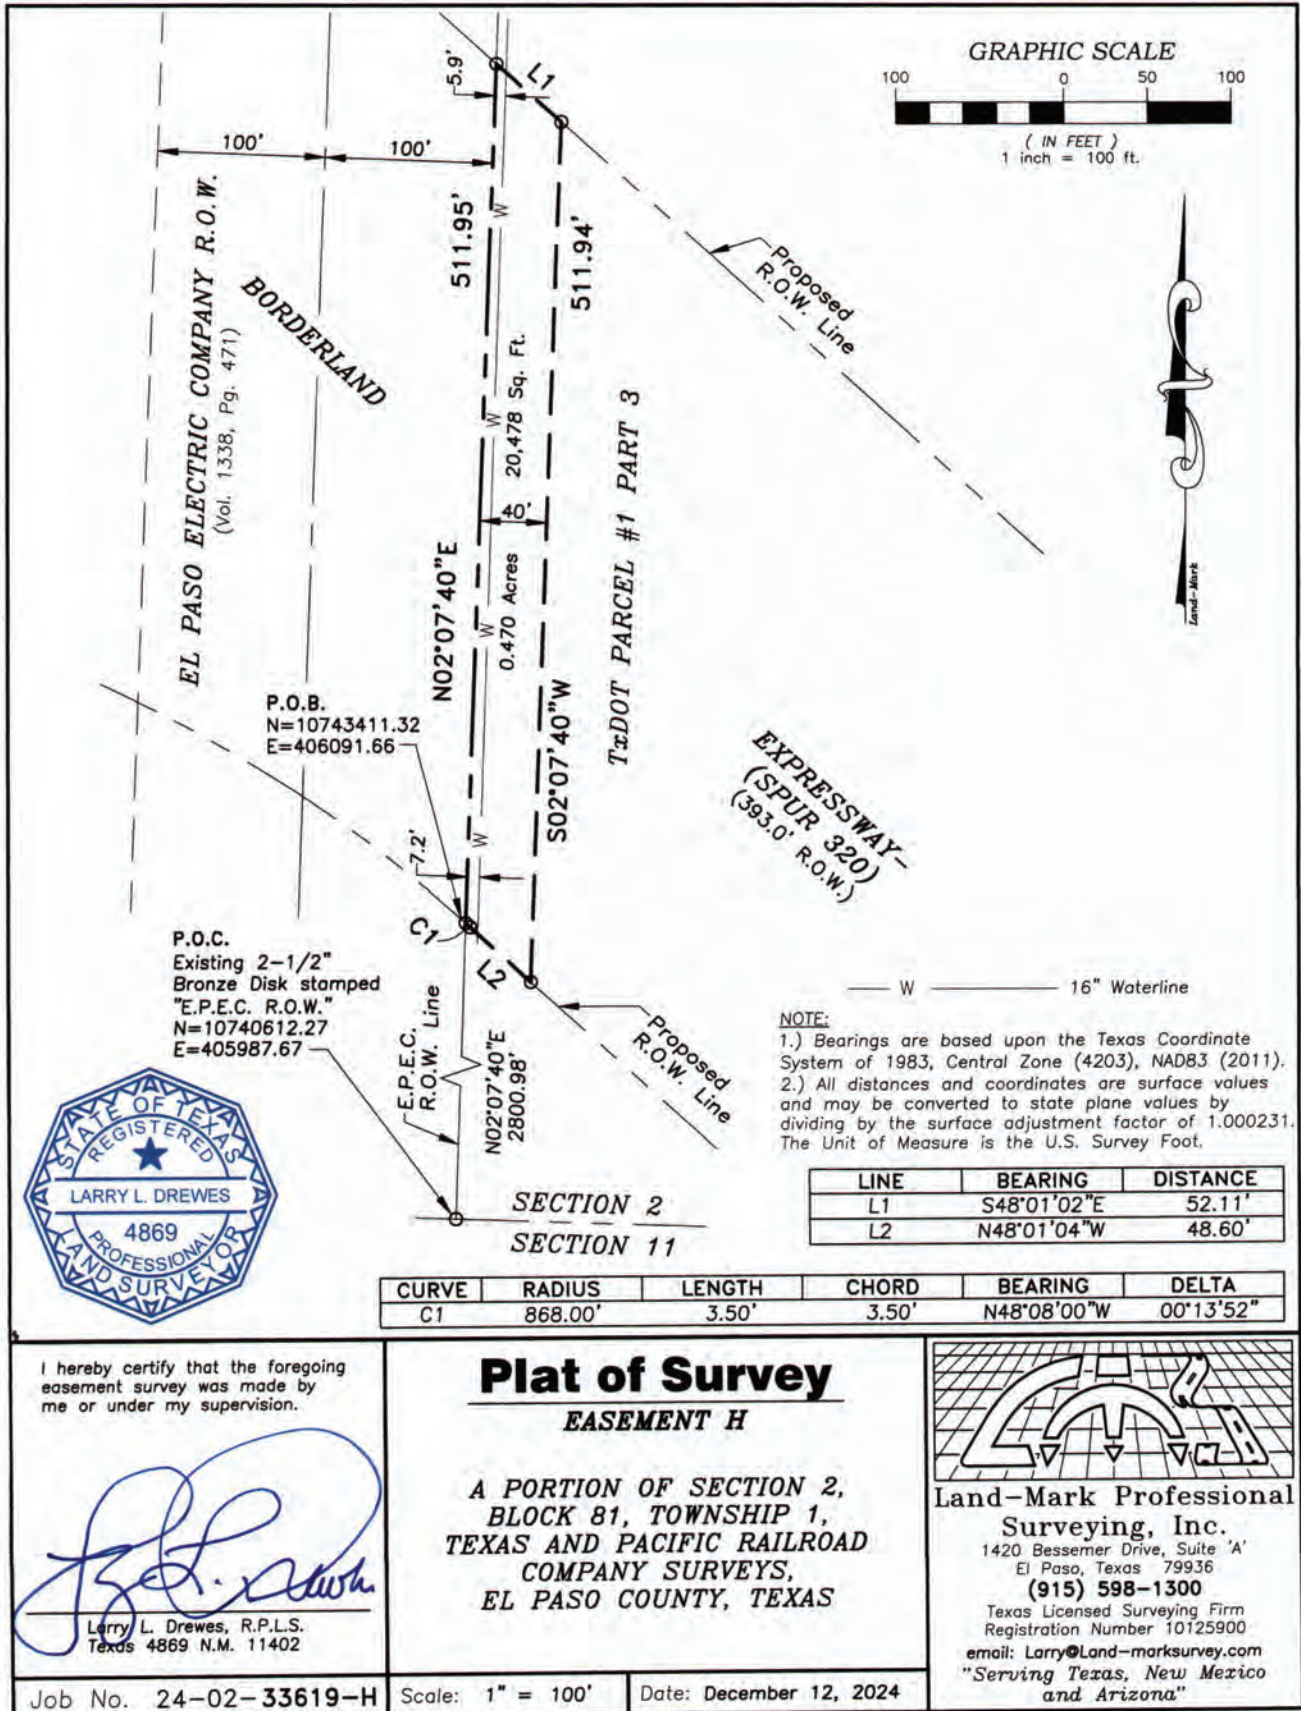 GRAPHIC SCALE
100 0 50 100
( IN FEET )
1 inch = 100 ft.
5.9'
L1
100'
100'
EL PASO ELECTRIC COMPANY R.O.W.
(Vol. 1338, Pg. 471)
BORDERLAND
511.95'
W
511.94'
20,478 Sq. Ft.
W
40'
0.470 Acres
W
N02°07'40"E
S02°07'40"W
TxDOT PARCEL #1 PART 3
Proposed
R.O.W. Line
Land-Mark
P.O.B.
N=10743411.32
E=406091.66
EXPRESSWAY-
(SPUR 320)
(393.0' R.O.W.)
7.2'
W
C1
L2
P.O.C.
Existing 2-1/2"
Bronze Disk stamped
"E.P.E.C. R.O.W."
N=10740612.27
E=405987.67
E.P.E.C.
R.O.W. Line
N02°07'40"E
2800.98'
Proposed
R.O.W. Line
SECTION 2
SECTION 11
W 16" Waterline
NOTE:
1.) Bearings are based upon the Texas Coordinate
System of 1983, Central Zone (4203), NAD83 (2011).
2.) All distances and coordinates are surface values
and may be converted to state plane values by
dividing by the surface adjustment factor of 1.000231.
The Unit of Measure is the U.S. Survey Foot.
LINE BEARING DISTANCE
L1 S48°01'02"E 52.11'
L2 N48°01'04"W 48.60'
STATE OF TEXAS
REGISTERED
LARRY L. DREWES
4869
PROFESSIONAL
LAND SURVEYOR
CURVE RADIUS LENGTH CHORD BEARING DELTA
C1 868.00' 3.50' 3.50' N48°08'00"W 00°13'52"
I hereby certify that the foregoing
easement survey was made by
me or under my supervision.
Larry L. Drewes, R.P.L.S.
Texas 4869 N.M. 11402
Plat of Survey
EASEMENT H
A PORTION OF SECTION 2,
BLOCK 81, TOWNSHIP 1,
TEXAS AND PACIFIC RAILROAD
COMPANY SURVEYS,
EL PASO COUNTY, TEXAS
Land-Mark Professional
Surveying, Inc.
1420 Bessemer Drive, Suite 'A'
El Paso, Texas 79936
(915) 598-1300
Texas Licensed Surveying Firm
Registration Number 10125900
email: Larry@Land-marksurvey.com
"Serving Texas, New Mexico
and Arizona"
Job No. 24-02-33619-H
Scale: 1" = 100'
Date: December 12, 2024